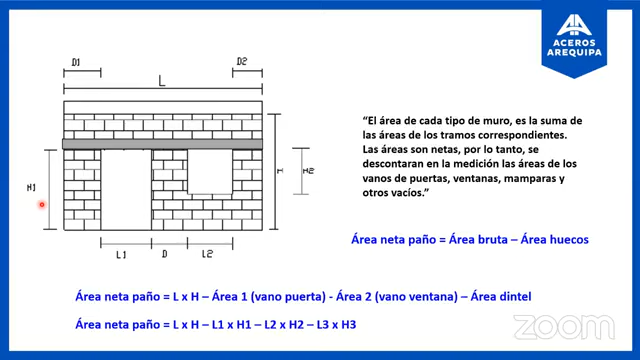 ACEROS
AREQUIPA
D1
D2
L
H1
H
H2
L1
D
L2
“El área de cada tipo de muro, es la suma de
las áreas de los tramos correspondientes.
Las áreas son netas, por lo tanto, se
descontaran en la medición las áreas de los
vanos de puertas, ventanas, mamparas y
otros vacíos.”
Área neta paño = Área bruta – Área huecos
Área neta paño = L x H – Área 1 (vano puerta) - Área 2 (vano ventana) – Área dintel
Área neta paño = L x H – L1 x H1 – L2 x H2 – L3 x H3
zoom